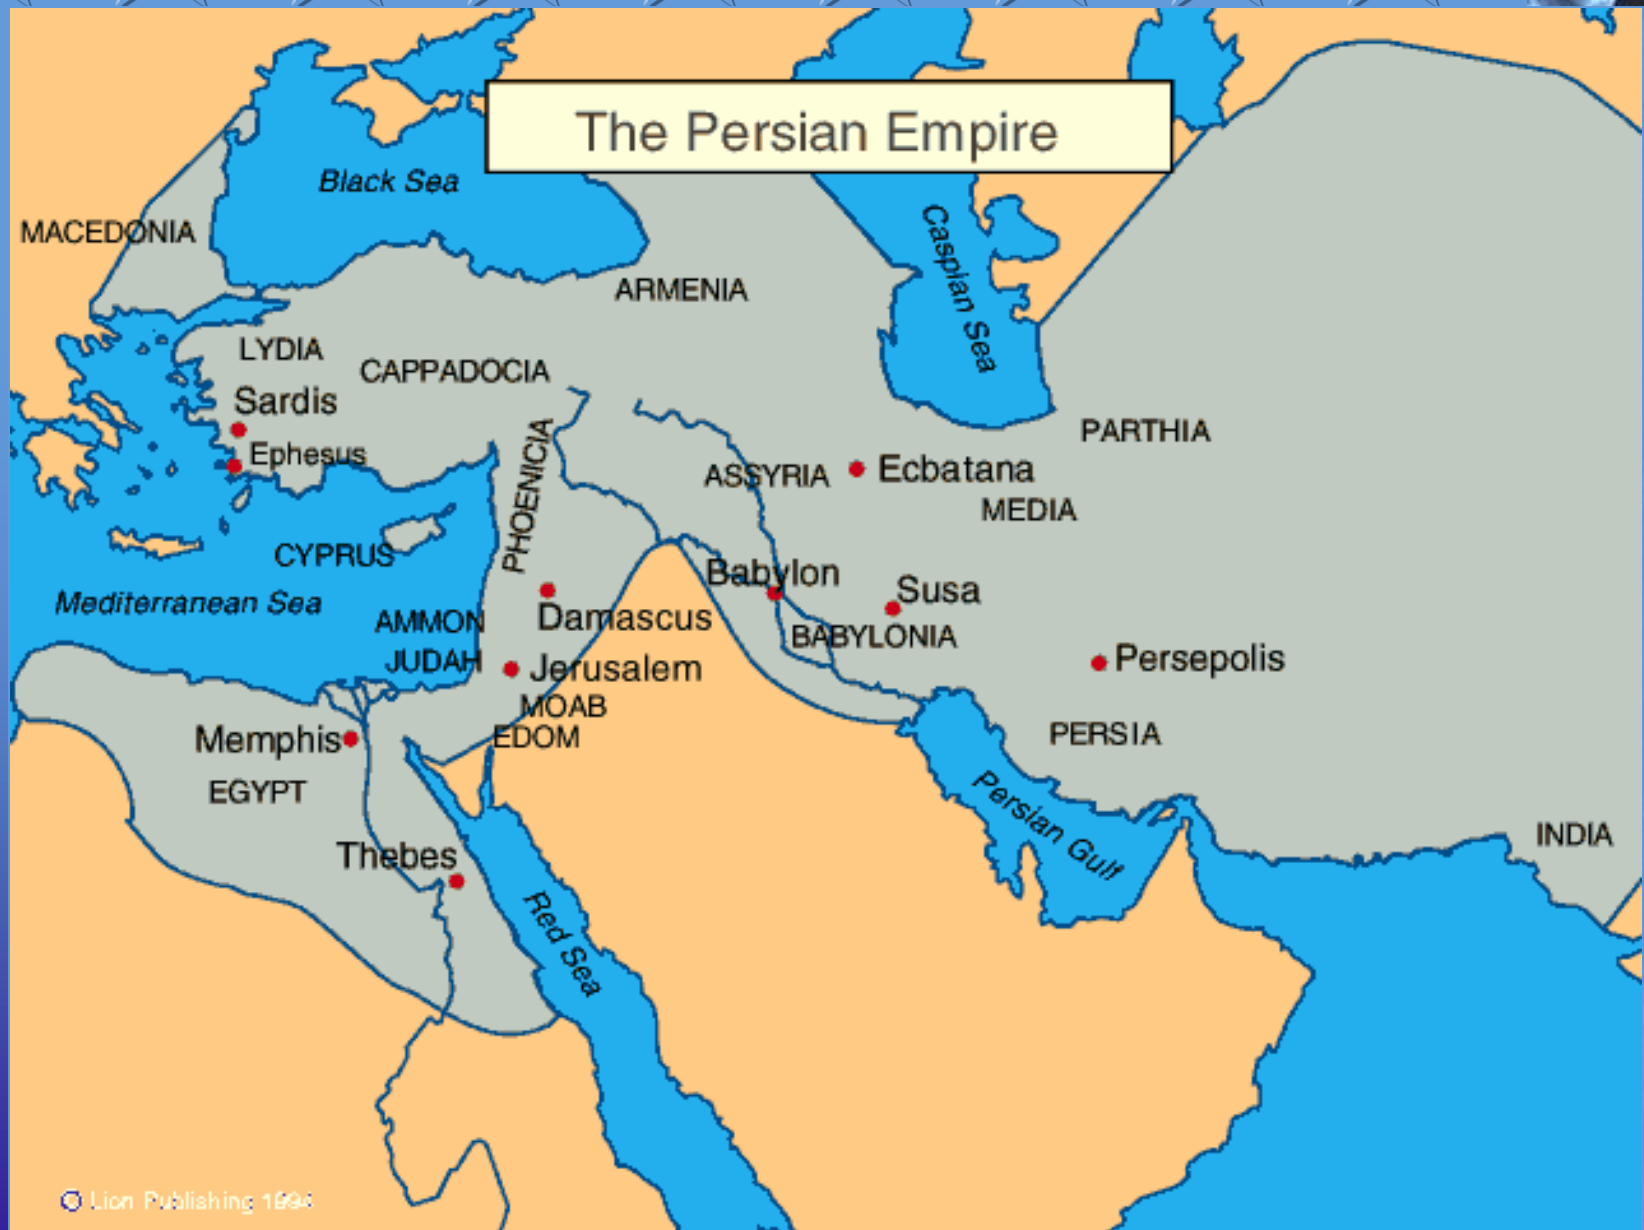 The Persian Empire
Black Sea
MACEDONIA
Caspian Sea
ARMENIA
LYDIA
CAPPADOCIA
Sardis
PARTHIA
Ephesus
PHOENICIA
ASSYRIA
Ecbatana
MEDIA
CYPRUS
Babylon
Susa
Mediterranean Sea
AMMON
Damascus
BABYLONIA
JUDAH
Jerusalem
Persepolis
MOAB
Memphis
EDOM
PERSIA
EGYPT
Persian Gulf
INDIA
Thebes
Red Sea
© Lion Publishing 1994